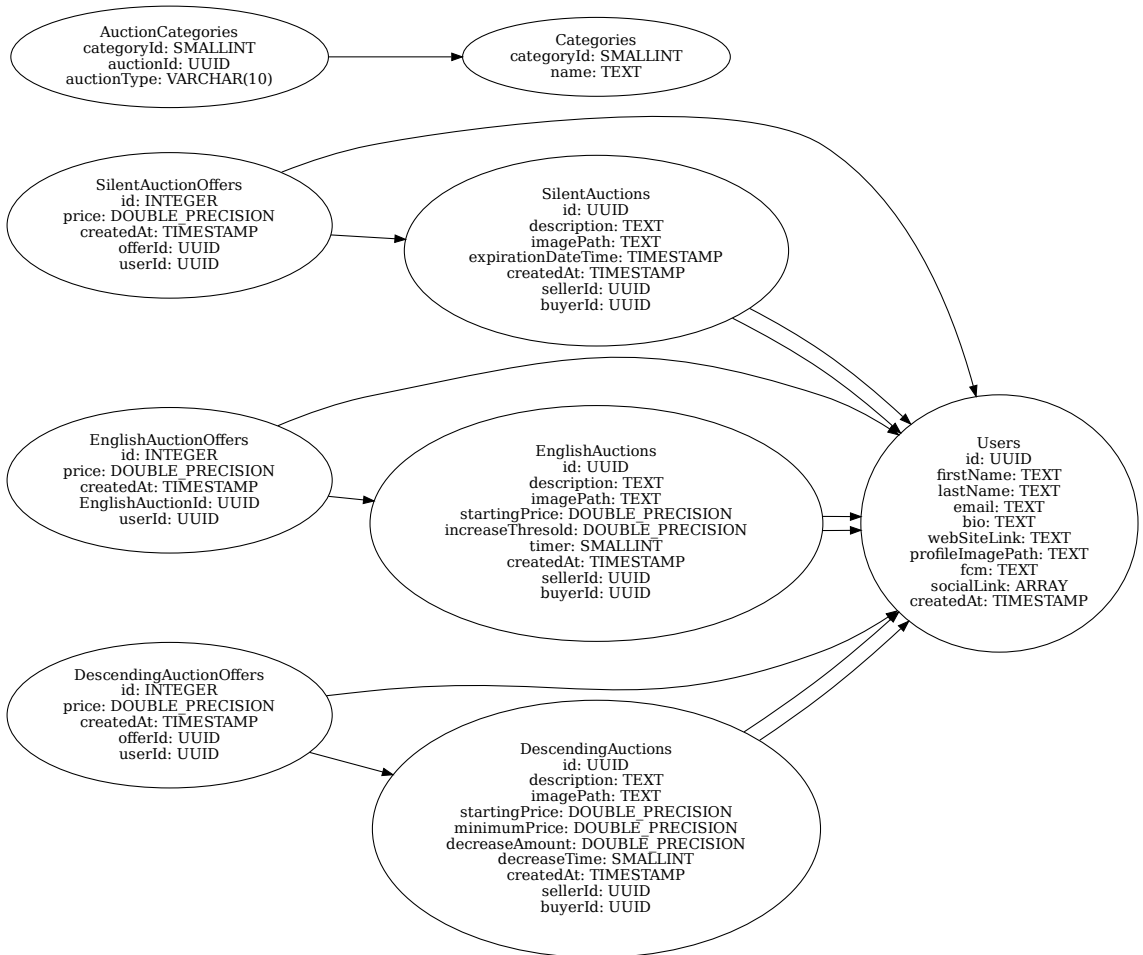 AuctionCategories
categoryId: SMALLINT
auctionId: UUID
auctionType: VARCHAR(10)
Categories
categoryId: SMALLINT
name: TEXT
SilentAuctionOffers
id: INTEGER
price: DOUBLE_PRECISION
createdAt: TIMESTAMP
offerId: UUID
userId: UUID
SilentAuctions
id: UUID
description: TEXT
imagePath: TEXT
expirationDateTime: TIMESTAMP
createdAt: TIMESTAMP
sellerId: UUID
buyerId: UUID
EnglishAuctionOffers
id: INTEGER
price: DOUBLE_PRECISION
createdAt: TIMESTAMP
EnglishAuctionId: UUID
userId: UUID
EnglishAuctions
id: UUID
description: TEXT
imagePath: TEXT
startingPrice: DOUBLE_PRECISION
increaseThresold: DOUBLE_PRECISION
timer: SMALLINT
createdAt: TIMESTAMP
sellerId: UUID
buyerId: UUID
Users
id: UUID
firstName: TEXT
lastName: TEXT
email: TEXT
bio: TEXT
webSiteLink: TEXT
profileImagePath: TEXT
fcm: TEXT
socialLink: ARRAY
createdAt: TIMESTAMP
DescendingAuctionOffers
id: INTEGER
price: DOUBLE_PRECISION
createdAt: TIMESTAMP
offerId: UUID
userId: UUID
DescendingAuctions
id: UUID
description: TEXT
imagePath: TEXT
startingPrice: DOUBLE_PRECISION
minimumPrice: DOUBLE_PRECISION
decreaseAmount: DOUBLE_PRECISION
decreaseTime: SMALLINT
createdAt: TIMESTAMP
sellerId: UUID
buyerId: UUID